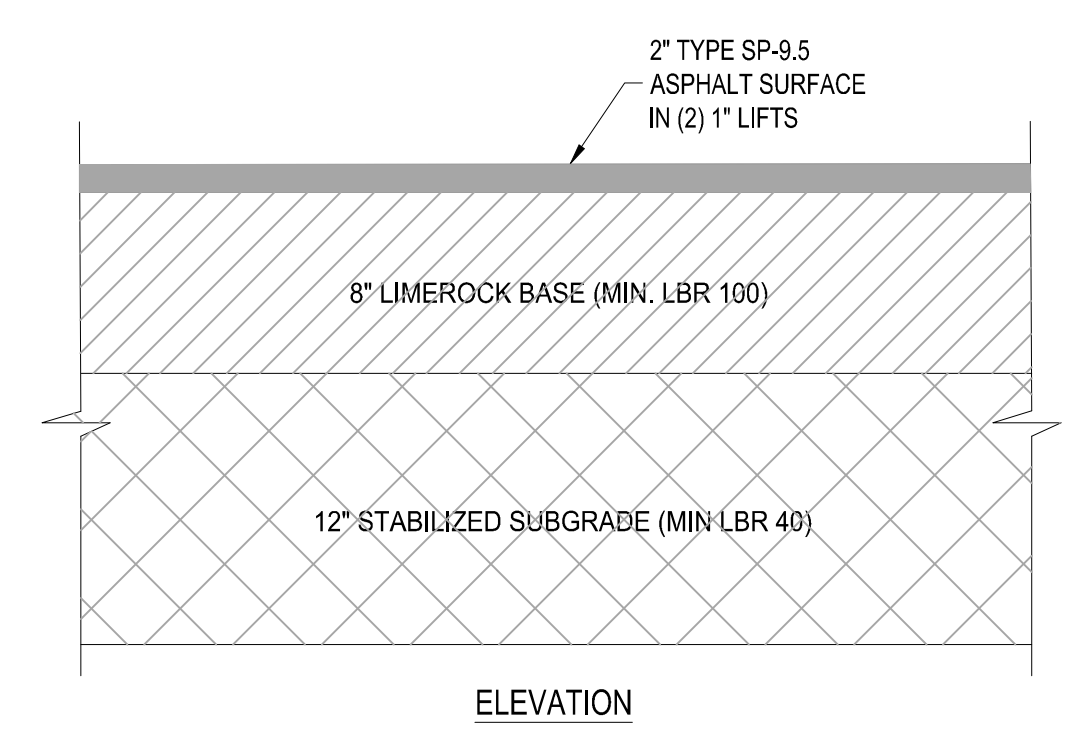 2" TYPE SP-9.5
ASPHALT SURFACE
IN (2) 1" LIFTS
8" LIMEROCK BASE (MIN. LBR 100)
12" STABILIZED SUBGRADE (MIN LBR 40)
ELEVATION